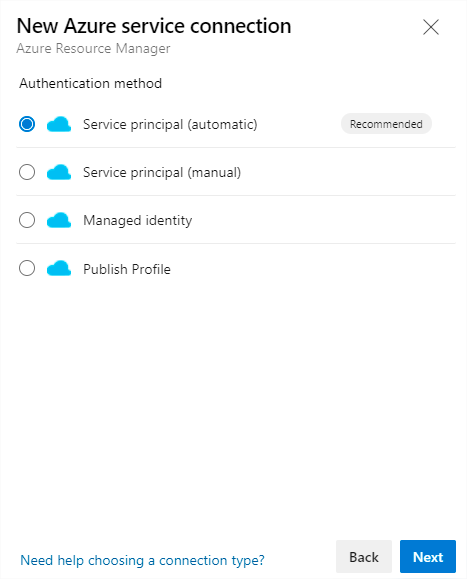 New Azure service connection
Azure Resource Manager
Authentication method
Service principal (automatic)
Recommended
Service principal (manual)
Managed identity
Publish Profile
Need help choosing a connection type?
Back
Next